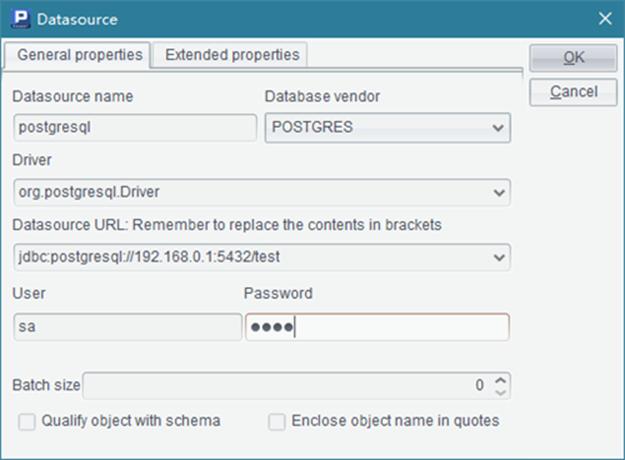 Datasource
General properties Extended properties
OK
Cancel
Datasource name Database vendor
postgresql POSTGRES
Driver
org.postgresql.Driver
Datasource URL: Remember to replace the contents in brackets
jdbc:postgresql://192.168.0.1:5432/test
User Password
sa ●●●●
Batch size 0
Qualify object with schema Enclose object name in quotes